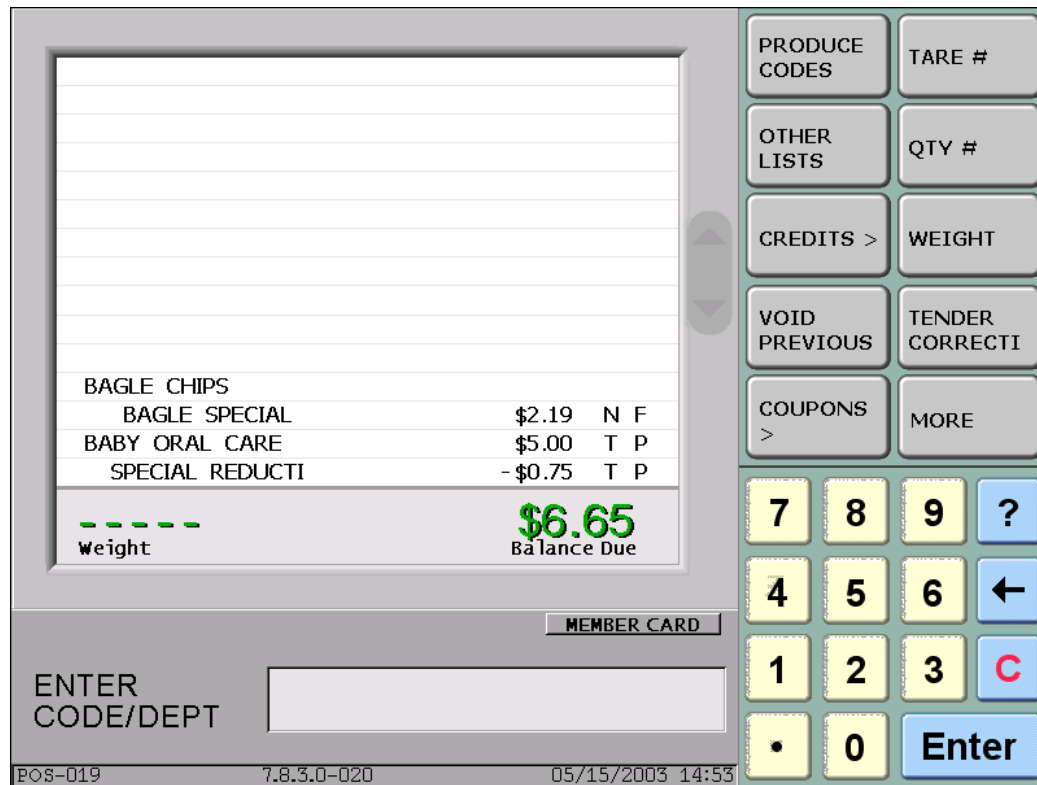 BAGLE CHIPS
BAGLE SPECIAL $2.19 N F
BABY ORAL CARE $5.00 T P
SPECIAL REDUCTI -$0.75 T P
----- $6.65
Weight Balance Due
MEMBER CARD
ENTER
CODE/DEPT
POS-019 7.8.3.0-020 05/15/2003 14:53
PRODUCE
CODES
TARE #
OTHER
LISTS
QTY #
CREDITS >
WEIGHT
VOID
PREVIOUS
TENDER
CORRECTI
COUPONS
>
MORE
7 8 9 ?
4 5 6 ←
1 2 3 C
. 0 Enter